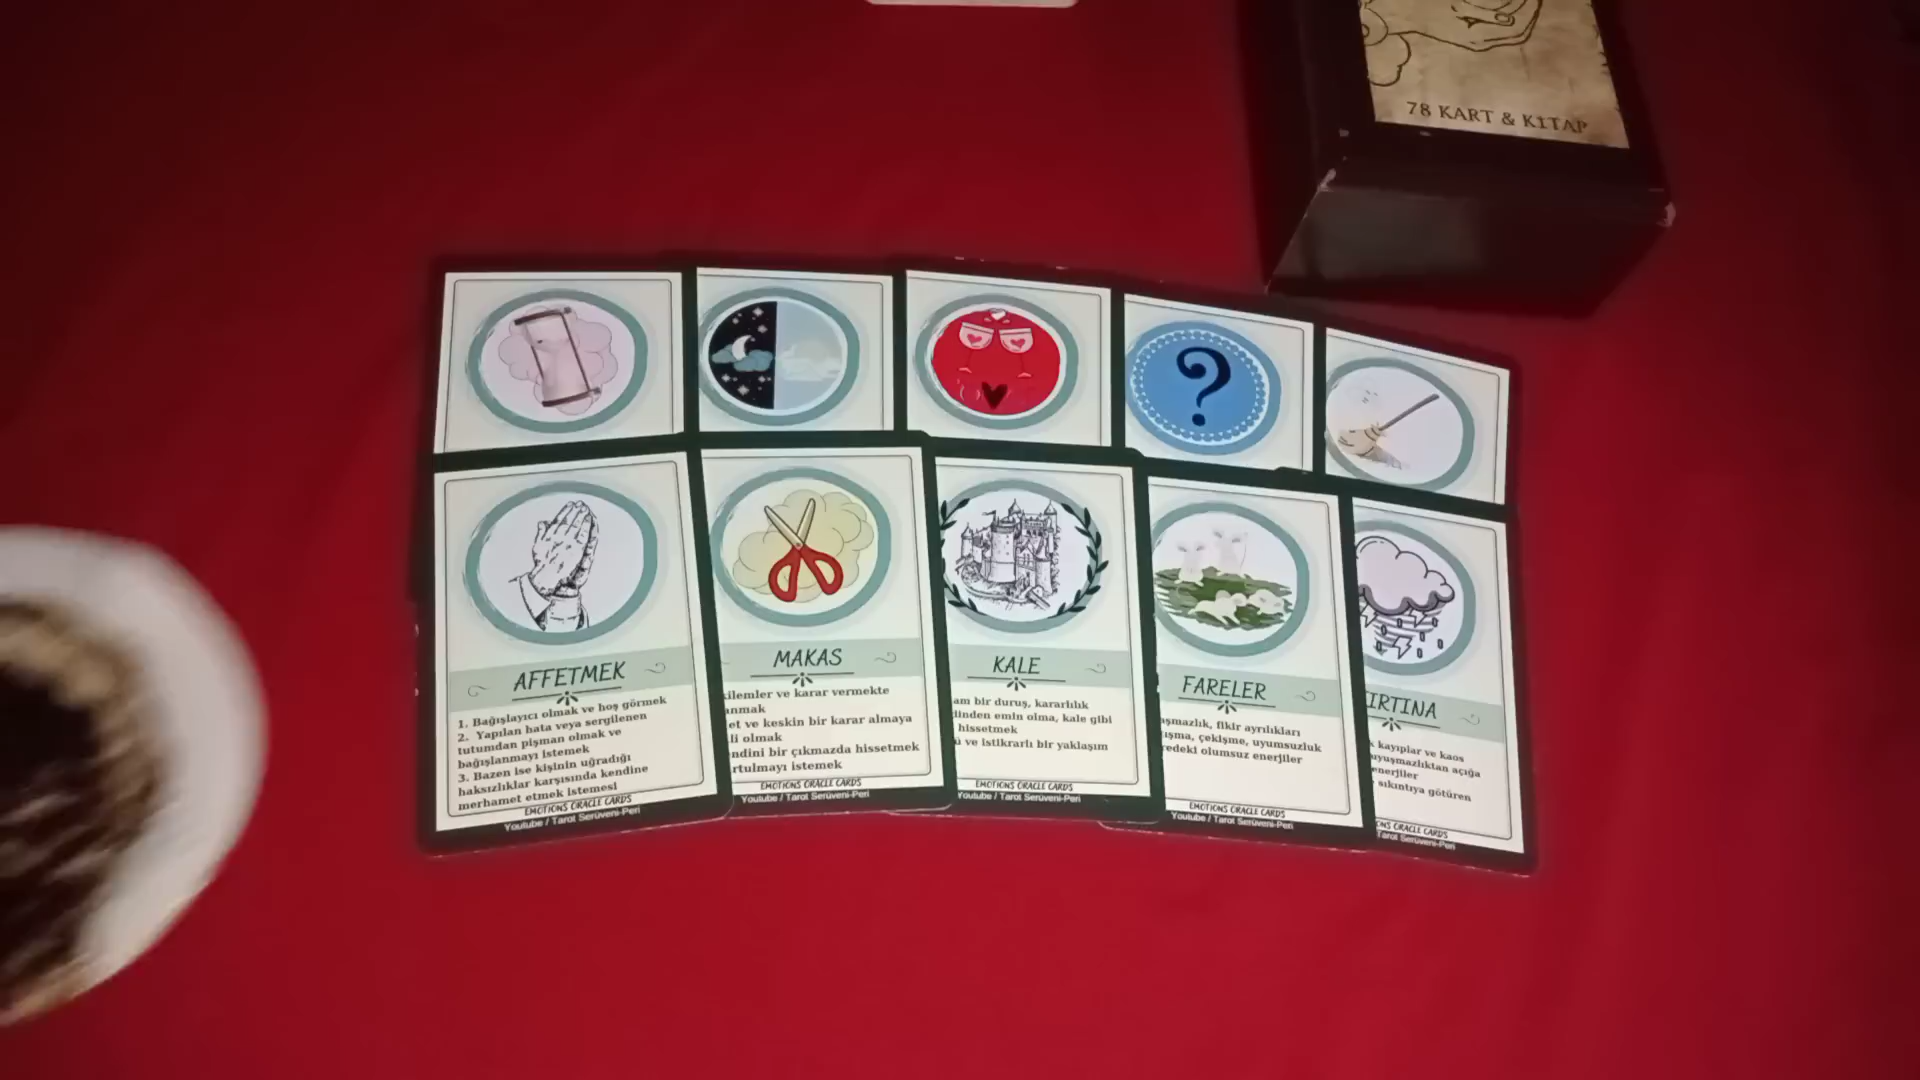 78 KART & KİTAP
?
AFFETMEK
1. Bağışlayıcı olmak ve hoş görmek
2. Yapılan hata veya sergilenen
tutumdan pişman olmak ve
bağışlanmayı istemek
3. Bazen ise kişinin uğradığı
haksızlıklar karşısında kendine
merhamet etmek istemesi
EMOTIONS ORACLE CARDS
Youtube / Tarot Serüveni-Peri
MAKAS
kilemler ve karar vermekte
anmak
et ve keskin bir karar almaya
li olmak
endini bir çıkmazda hissetmek
rtulmayı istemek
EMOTIONS ORACLE CARDS
Youtube / Tarot Serüveni-Peri
KALE
am bir duruş, kararlılık
dinden emin olma, kale gibi
hissetmek
ü ve istikrarlı bir yaklaşım
EMOTIONS ORACLE CARDS
Youtube / Tarot Serüveni-Peri
FARELER
aşmazlık, fikir ayrılıkları
ışma, çekişme, uyumsuzluk
redeki olumsuz enerjiler
EMOTIONS ORACLE CARDS
Youtube / Tarot Serüveni-Peri
IRTINA
k kayıplar ve kaos
uyuşmazlıktan açığa
enerjiler
sıkıntıya götüren
ONS ORACLE CARDS
Tarot Serüveni-Peri